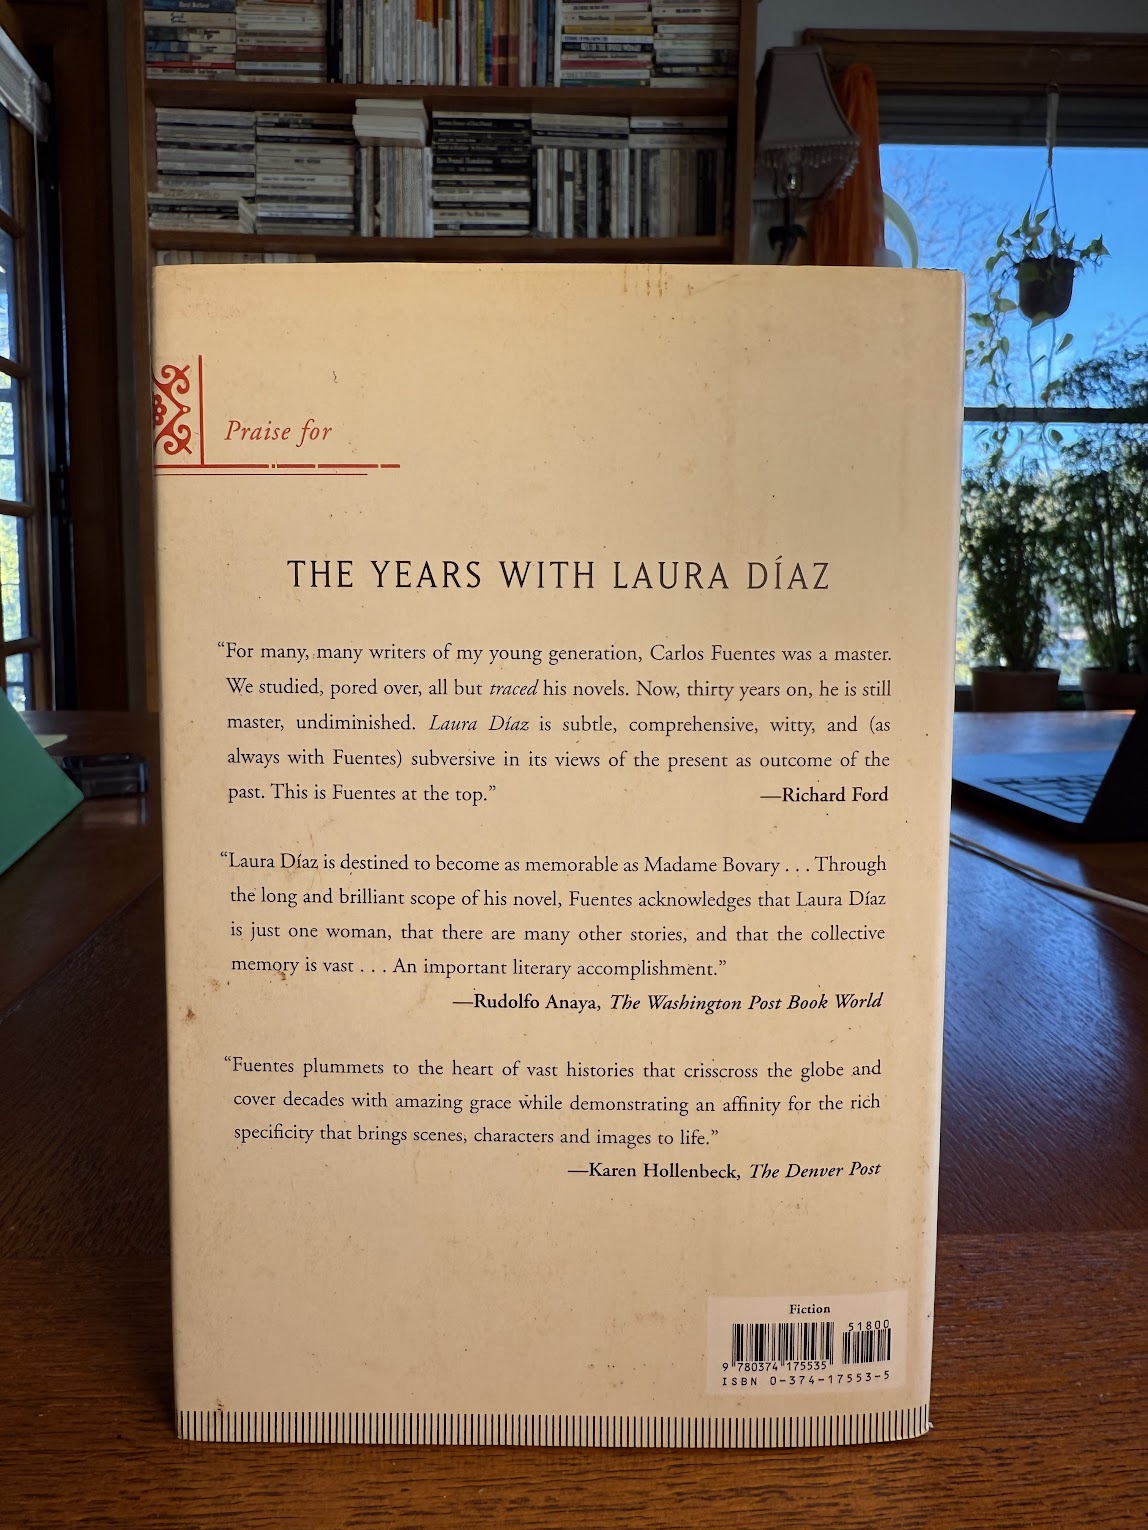 Praise for
THE YEARS WITH LAURA DÍAZ
“For many, many writers of my young generation, Carlos Fuentes was a master.
We studied, pored over, all but traced his novels. Now, thirty years on, he is still
master, undiminished. Laura Díaz is subtle, comprehensive, witty, and (as
always with Fuentes) subversive in its views of the present as outcome of the
past. This is Fuentes at the top.” —Richard Ford
“Laura Díaz is destined to become as memorable as Madame Bovary . . . Through
the long and brilliant scope of his novel, Fuentes acknowledges that Laura Díaz
is just one woman, that there are many other stories, and that the collective
memory is vast . . . An important literary accomplishment.”
—Rudolfo Anaya, The Washington Post Book World
“Fuentes plummets to the heart of vast histories that crisscross the globe and
cover decades with amazing grace while demonstrating an affinity for the rich
specificity that brings scenes, characters and images to life.”
—Karen Hollenbeck, The Denver Post
Fiction
51800
9 780374 175535
ISBN 0-374-17553-5